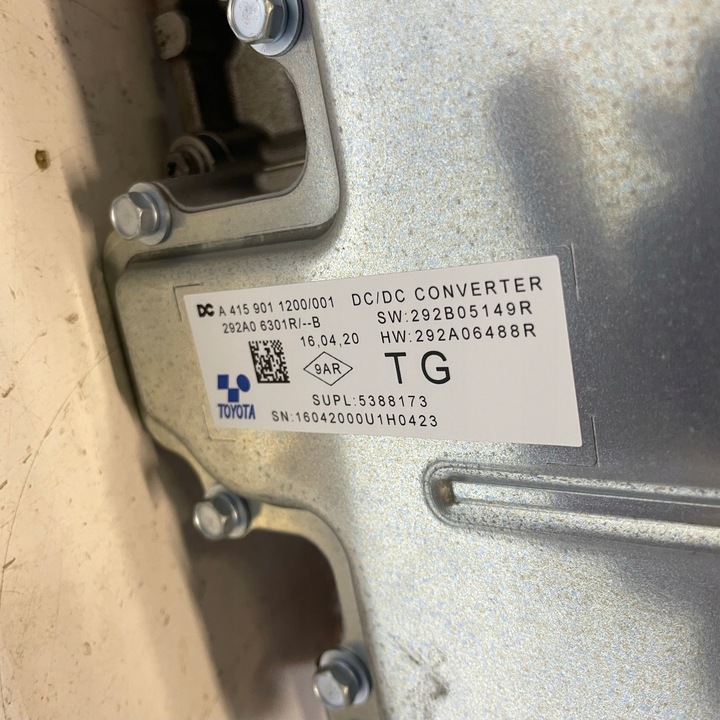 DC A 415 901 1200/001 DC/DC CONVERTER
292A0 6301R/--B SW:292B05149R
16,04,20 HW:292A06488R
9AR TG
TOYOTA
SUPL:5388173
SN:16042000U1H0423